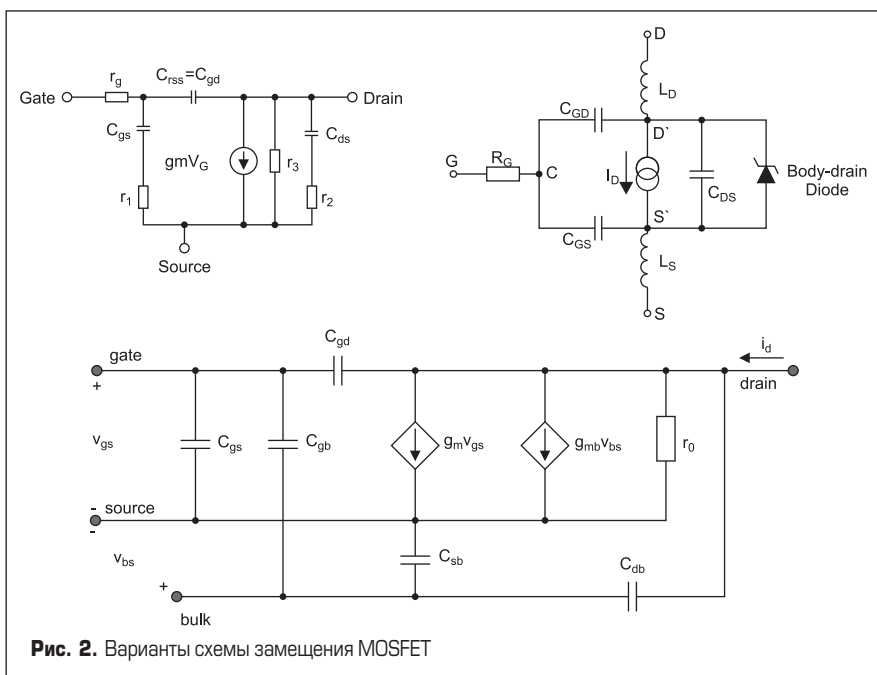 Gate
r_g
C_rss=C_gd
Drain
C_gs
gmV_G
r_3
C_ds
r_1
r_2
Source
D
L_D
C_GD
D`
G
R_G
C
I_D
C_DS
Body-drain
Diode
S`
C_GS
L_S
S
gate
+
C_gd
i_d
drain
v_gs
C_gs
C_gb
g_mv_gs
g_mbv_bs
r_0
-
source
-
v_bs
C_sb
C_db
+
bulk
Рис. 2. Варианты схемы замещения MOSFET